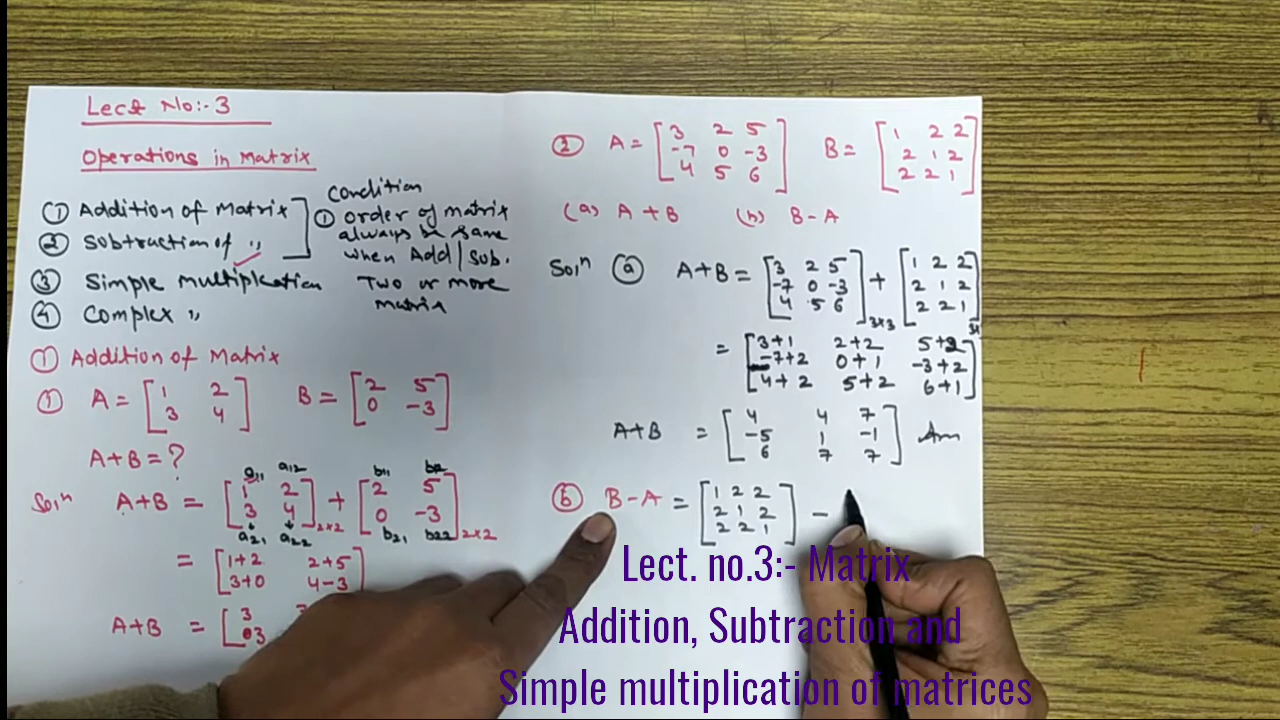 Lect No:-3
Operations in Matrix
① Addition of Matrix
② Subtraction of ,,
③ Simple multiplication
④ Complex ,,
Condition
① order of matrix
always be same
when Add/Sub.
Two or more
matrix
① Addition of Matrix
① A = [1 2
3 4] B = [2 5
0 -3]
A+B = ?
Solⁿ A+B = [1 2
3 4]2×2 + [2 5
0 -3]2×2
a11 a12 b11
a21 a22 b21 b22
= [1+2 2+5
3+0 4-3]
A+B = [3
03
② A = [3 2 5
-7 0 -3
4 5 6] B = [1 2 2
2 1 2
2 2 1]
(a) A+B (b) B-A
Solⁿ ⓐ A+B = [3 2 5
-7 0 -3
4 5 6]3×3 + [1 2 2
2 1 2
2 2 1]
= [3+1 2+2 5+2
-7+2 0+1 -3+2
4+2 5+2 6+1]
A+B = [4 4 7
-5 1 -1
6 7 7] Ans
ⓑ B-A = [1 2 2
2 1 2
2 2 1] -
Lect. no.3:- Matrix
Addition, Subtraction and
Simple multiplication of matrices